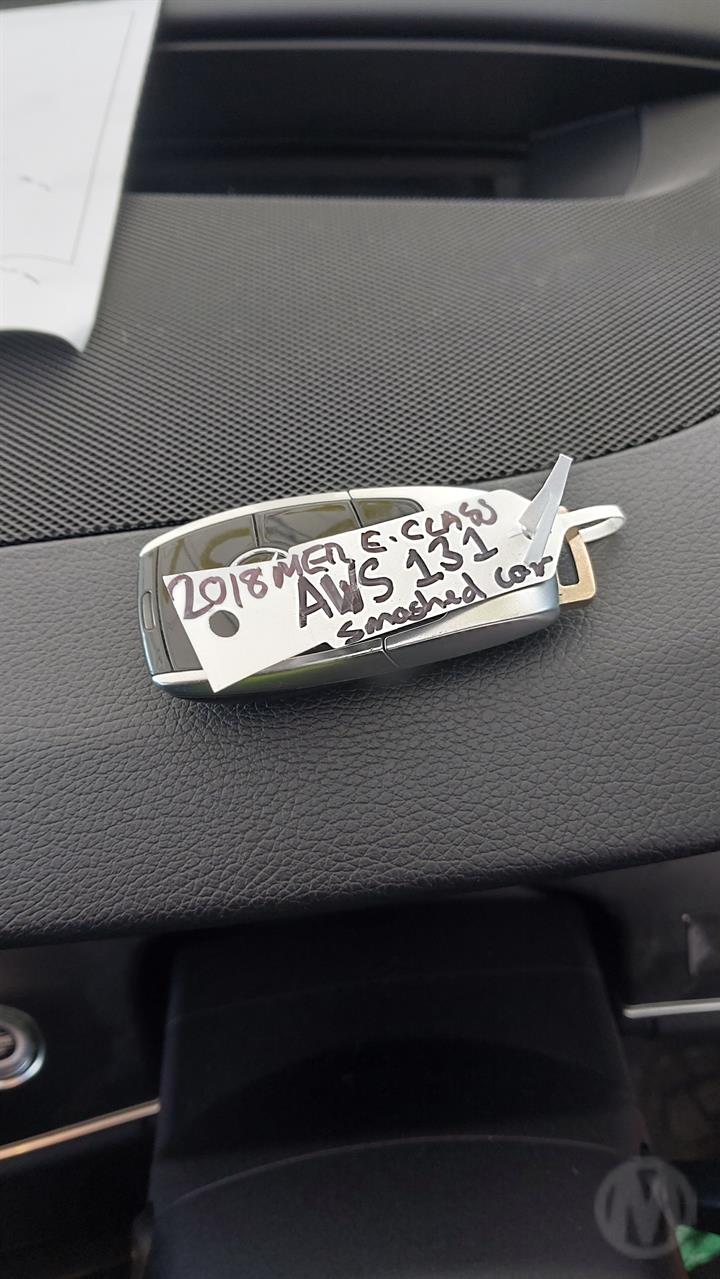 2018 MER E.CLASS
AWS 131
Smashed Car
M